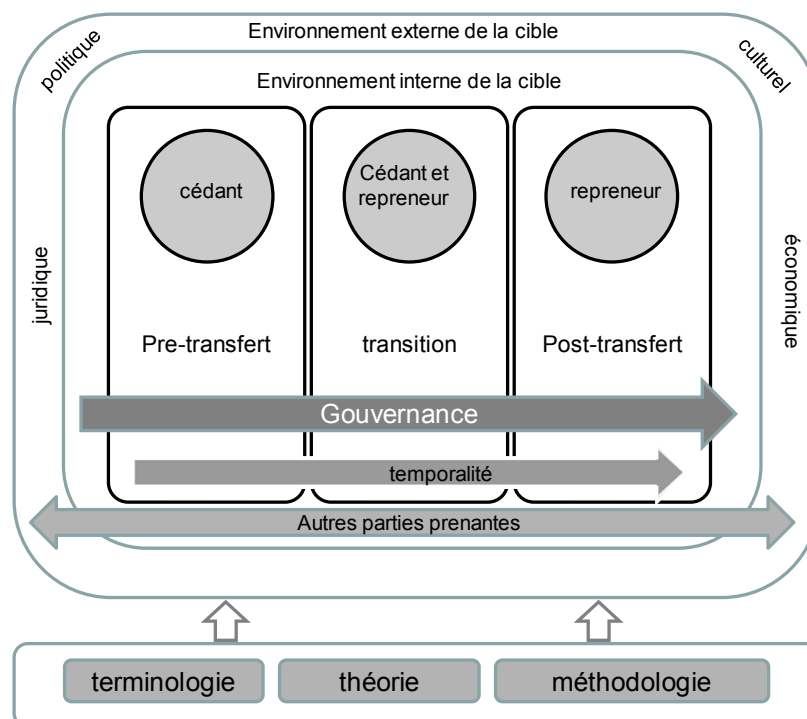 Environnement externe de la cible
politique
culturel
Environnement interne de la cible
cédant
Cédant et
repreneur
repreneur
juridique
économique
Pre-transfert
transition
Post-transfert
Gouvernance
temporalité
Autres parties prenantes
terminologie
théorie
méthodologie